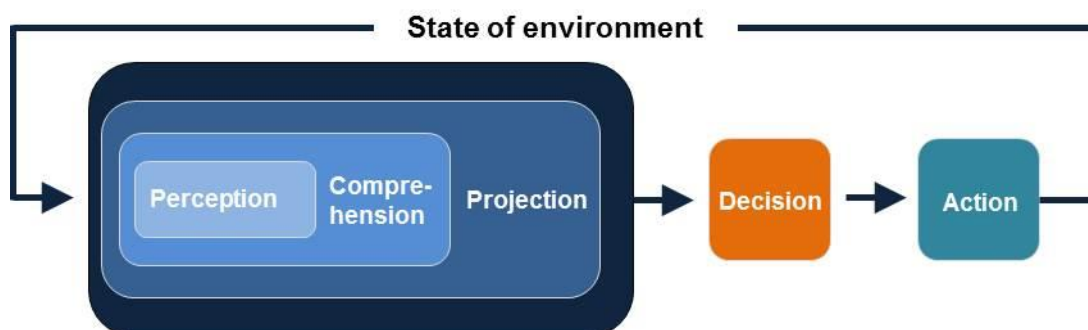 State of environment
Perception
Compre-
hension
Projection
Decision
Action